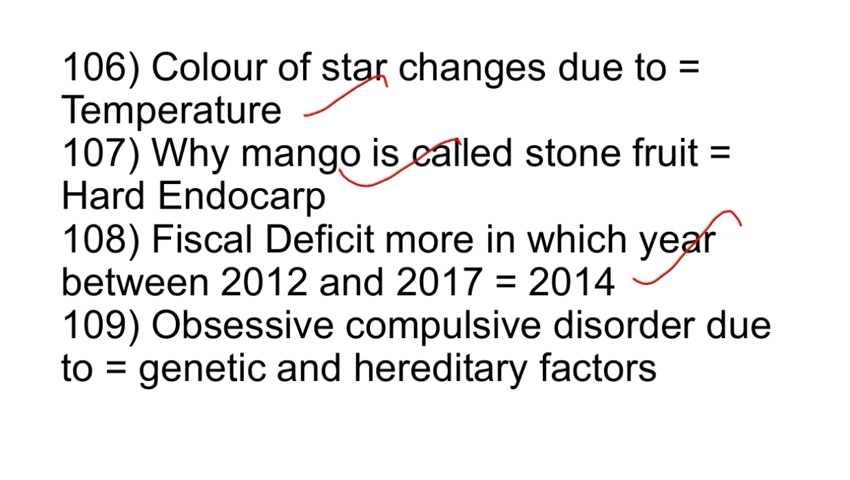 106) Colour of star changes due to =
Temperature
107) Why mango is called stone fruit =
Hard Endocarp
108) Fiscal Deficit more in which year
between 2012 and 2017 = 2014
109) Obsessive compulsive disorder due
to = genetic and hereditary factors